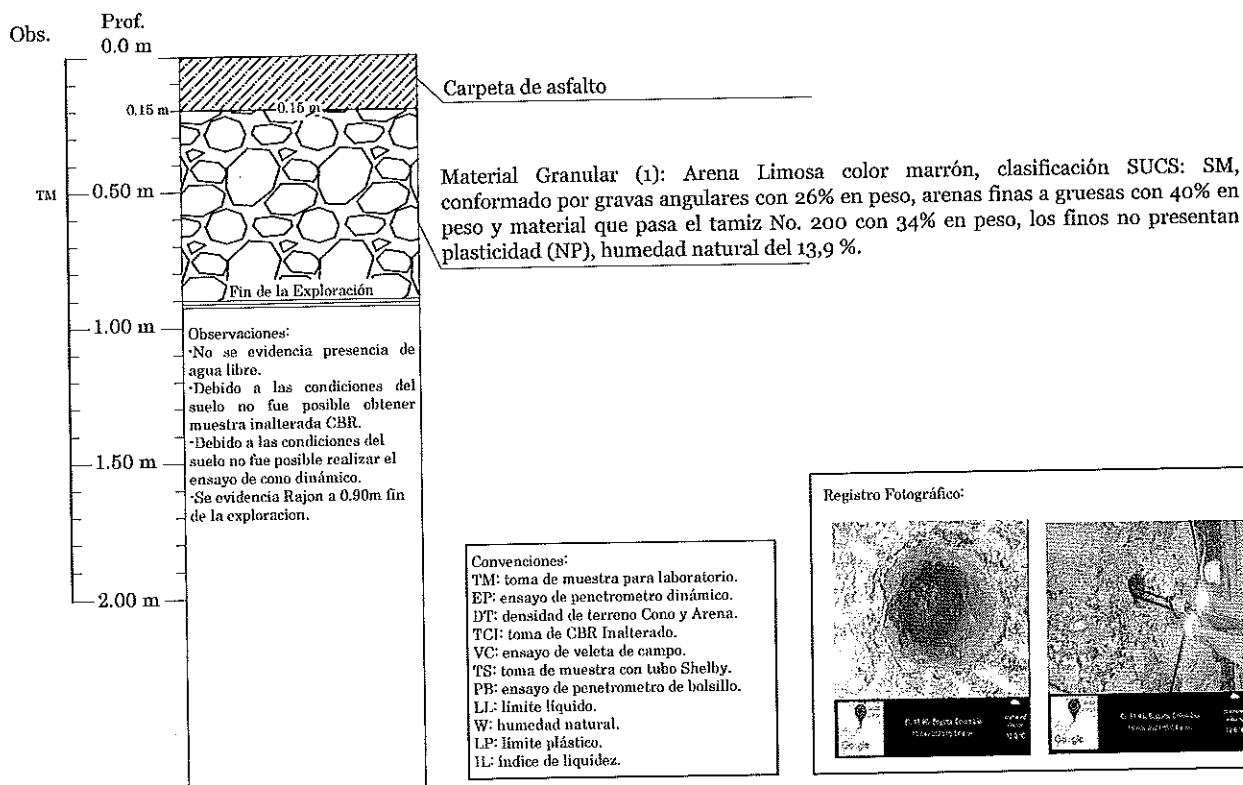 Obs.
Prof.
0.0 m
Carpeta de asfalto
0.15 m
0.15 m
Material Granular (1): Arena Limosa color marrón, clasificación SUCS: SM,
conformado por gravas angulares con 26% en peso, arenas finas a gruesas con 40% en
peso y material que pasa el tamiz No. 200 con 34% en peso, los finos no presentan
plasticidad (NP), humedad natural del 13,9 %.
TM
0.50 m
Fin de la Exploración
1.00 m
Observaciones:
·No se evidencia presencia de
agua libre.
·Debido a las condiciones del
suelo no fue posible obtener
muestra inalterada CBR.
·Debido a las condiciones del
suelo no fue posible realizar el
ensayo de cono dinámico.
·Se evidencia Rajon a 0.90m fin
de la exploracion.
1.50 m
2.00 m
Convenciones:
TM: toma de muestra para laboratorio.
EP: ensayo de penetrometro dinámico.
DT: densidad de terreno Cono y Arena.
TCI: toma de CBR Inalterado.
VC: ensayo de veleta de campo.
TS: toma de muestra con tubo Shelby.
PB: ensayo de penetrometro de bolsillo.
LL: límite líquido.
W: humedad natural.
LP: límite plástico.
IL: índice de liquidez.
Registro Fotográfico:
Google
Google